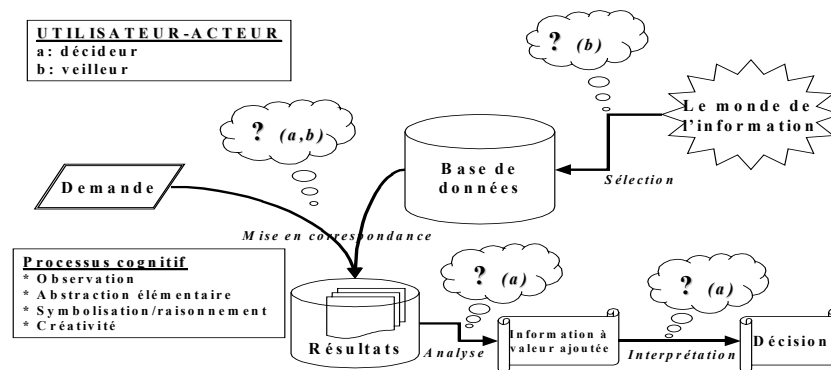 UTILISATEUR-ACTEUR
a: décideur
b: veilleur
? (b)
Le monde de
l'information
? (a,b)
Base de
données
Sélection
Demande
Mise en correspondance
Processus cognitif
* Observation
* Abstraction élémentaire
* Symbolisation/raisonnement
* Créativité
? (a)
? (a)
Résultats
Analyse
Information à
valeur ajoutée
Interprétation
Décision